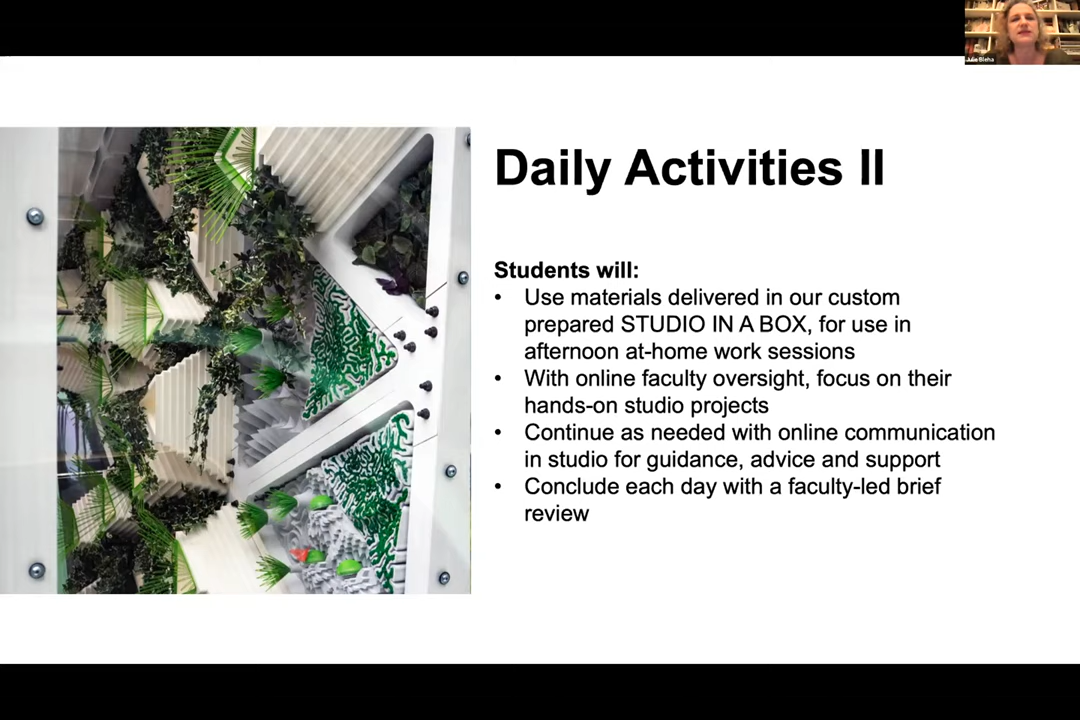 Julie Bleha
Daily Activities II
Students will:
• Use materials delivered in our custom
prepared STUDIO IN A BOX, for use in
afternoon at-home work sessions
• With online faculty oversight, focus on their
hands-on studio projects
• Continue as needed with online communication
in studio for guidance, advice and support
• Conclude each day with a faculty-led brief
review